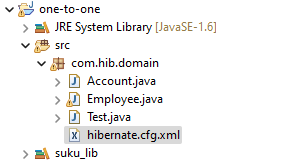 one-to-one
JRE System Library [JavaSE-1.6]
src
com.hib.domain
Account.java
Employee.java
Test.java
hibernate.cfg.xml
suku_lib